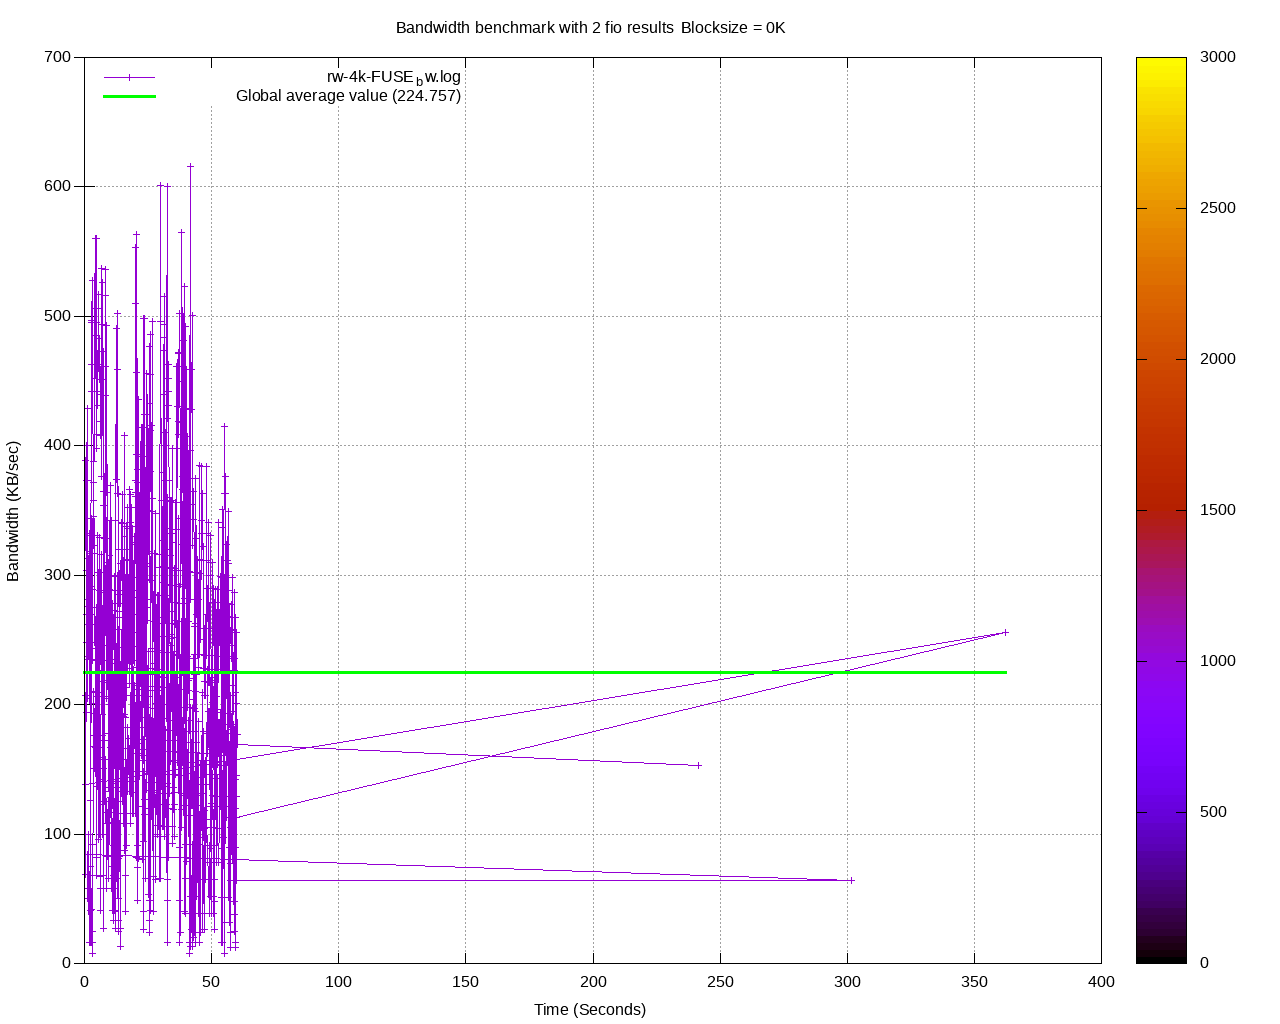 Bandwidth benchmark with 2 fio results Blocksize = 0K
rw-4k-FUSE_bw.log
Global average value (224.757)
700
600
500
400
300
200
100
0
Bandwidth (KB/sec)
0 50 100 150 200 250 300 350 400
Time (Seconds)
3000
2500
2000
1500
1000
500
0